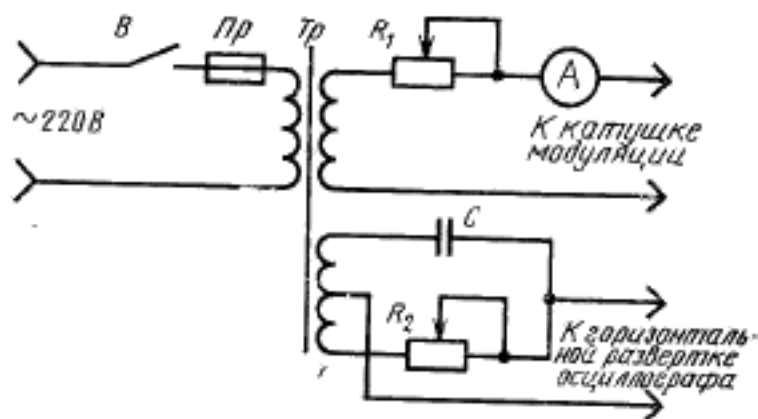 В
Пр
Тр
R₁
А
~220В
К катушке
модуляции
С
R₂
К горизонталь-
ной развертке
осциллографа